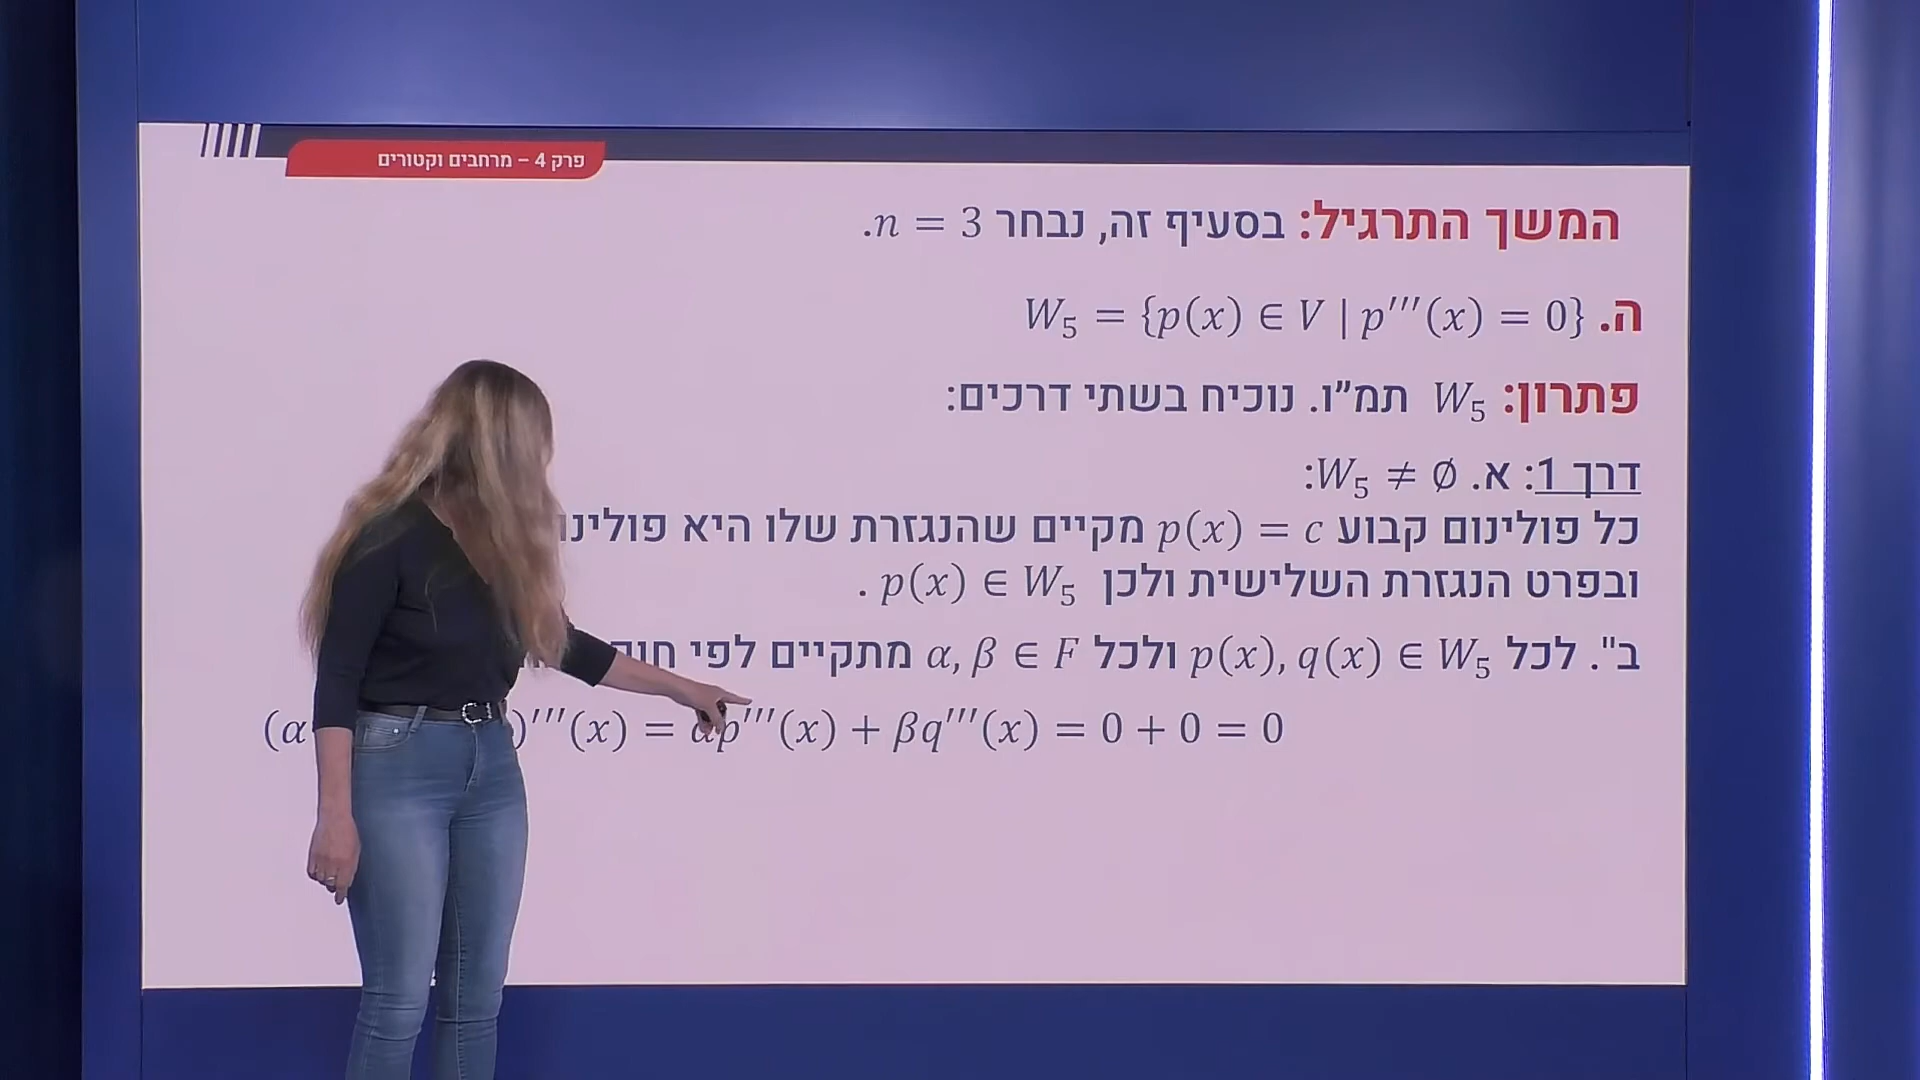 פרק 4 – מרחבים וקטורים
המשך התרגיל: בסעיף זה, נבחר n = 3.
ה. W₅ = {p(x) ∈ V | p′′′(x) = 0}
פתרון: W₅ תמ״ו. נוכיח בשתי דרכים:
דרך 1: א. W₅ ≠ ∅:
כל פולינום קבוע p(x) = c מקיים שהנגזרת שלו היא
ובפרט הנגזרת השלישית ולכן p(x) ∈ W₅ .
ב". לכל p(x), q(x) ∈ W₅ ולכל α, β ∈ F מתקיים לפי
(α )′′′(x) = αp′′′(x) + βq′′′(x) = 0 + 0 = 0